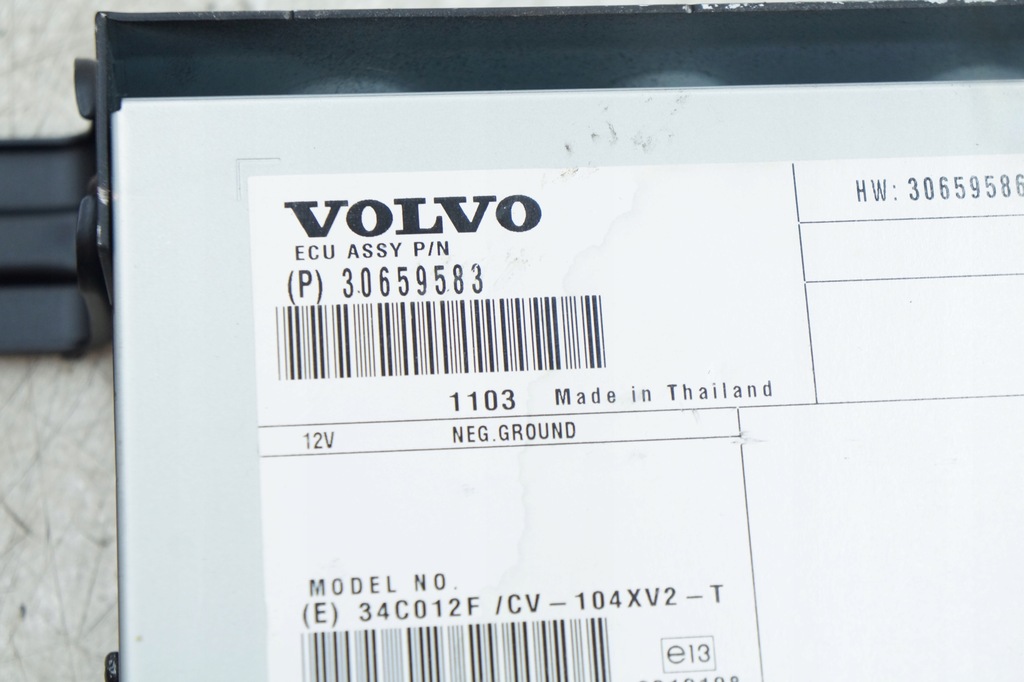 VOLVO
HW: 30659586
ECU ASSY P/N
(P) 30659583
1103 Made in Thailand
12V NEG.GROUND
MODEL NO.
(E) 34C012F /CV-104XV2-T
e13